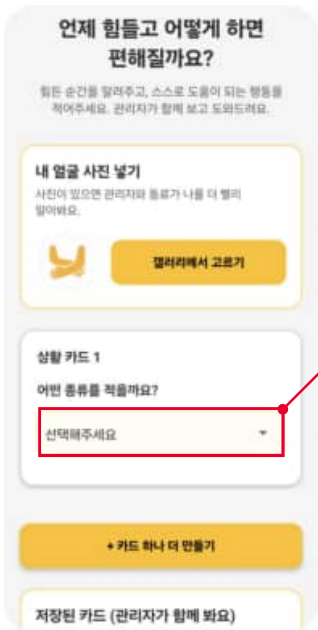 언제 힘들고 어떻게 하면
편해질까요?
힘든 순간을 알려주고, 스스로 도움이 되는 행동을
적어주세요. 관리자가 함께 보고 도와드려요.
내 얼굴 사진 넣기
사진이 있으면 관리자와 동료가 나를 더 빨리
알아봐요.
갤러리에서 고르기
상황 카드 1
어떤 종류를 적을까요?
선택해주세요
+ 카드 하나 더 만들기
저장된 카드 (관리자가 함께 봐요)